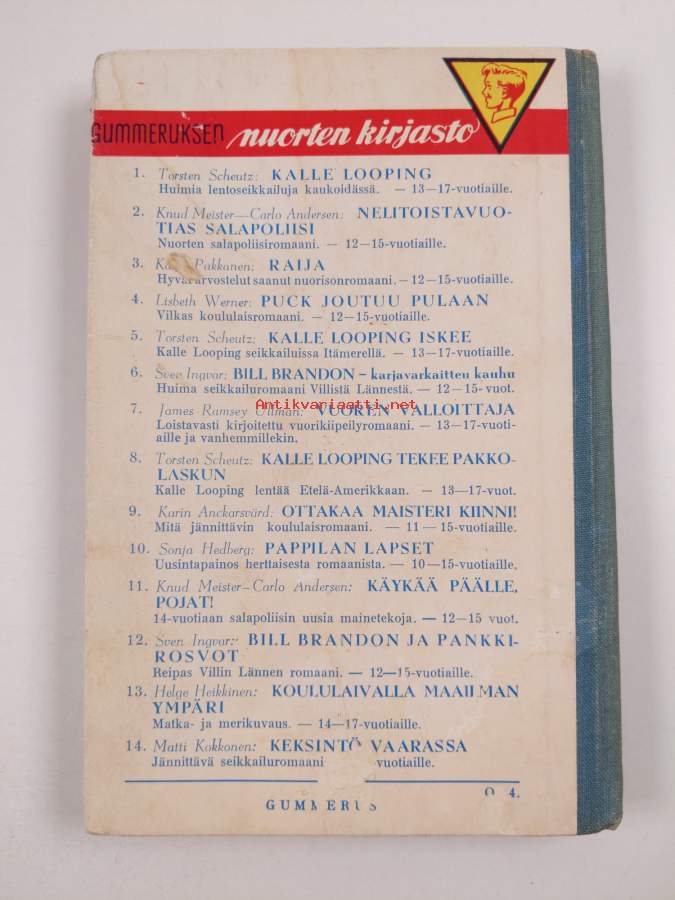 GUMMERUKSEN nuorten kirjasto
1. Torsten Scheutz: KALLE LOOPING
Huimia lentoseikkailuja kaukoidässä. — 13—17-vuotiaille.
2. Knud Meister—Carlo Andersen: NELITOISTAVUO-
TIAS SALAPOLIISI
Nuorten salapoliisiromaani. — 12—15-vuotiaille.
3. Pakkanen: RAIJA
arvostelut saanut nuorisonromaani. — 12—15-vuotiaille.
4. Lisbeth Werner: PUCK JOUTUU PULAAN
Vilkas koululaisromaani. — 12—15-vuotiaille.
5. Torsten Scheutz: KALLE LOOPING ISKEE
Kalle Looping seikkailuissa Itämerellä. — 13—17-vuotiaille.
6. Sven Ingvar: BILL BRANDON — karjavarkaitten kauhu
Huima seikkailuromaani Villistä Lännestä. — 12—15-vuot.
Antikvariaatti.net
7. James Ramsey Ullman: VUOREN VALLOITTAJA
Loistavasti kirjoitettu vuorikiipeilyromaani. — 13—17-vuoti-
aille ja vanhemmillekin.
8. Torsten Scheutz: KALLE LOOPING TEKEE PAKKO-
LASKUN
Kalle Looping lentää Etelä-Amerikkaan. — 13—17-vuot.
9. Karin Anckarsvärd: OTTAKAA MAISTERI KIINNI!
Mitä jännittävin koululaisromaani. — 11—15-vuotiaille.
10. Sonja Hedberg: PAPPILAN LAPSET
Uusintapainos herttaisesta romaanista. — 10—15-vuotiaille.
11. Knud Meister—Carlo Andersen: KÄYKÄÄ PÄÄLLE,
POJAT!
14-vuotiaan salapoliisin uusia mainetekoja. — 12—15 vuot.
12. Sven Ingvar: BILL BRANDON JA PANKKI-
ROSVOT
Reipas Villin Lännen romaani. — 12—15-vuotiaille.
13. Helge Heikkinen: KOULULAIVALLA MAAILMAN
YMPÄRI
Matka- ja merikuvaus. — 14—17-vuotiaille.
14. Matti Kokkonen: KEKSINTÖ VAARASSA
Jännittävä seikkailuromaani vuotiaille.
4.
GUMMERUS